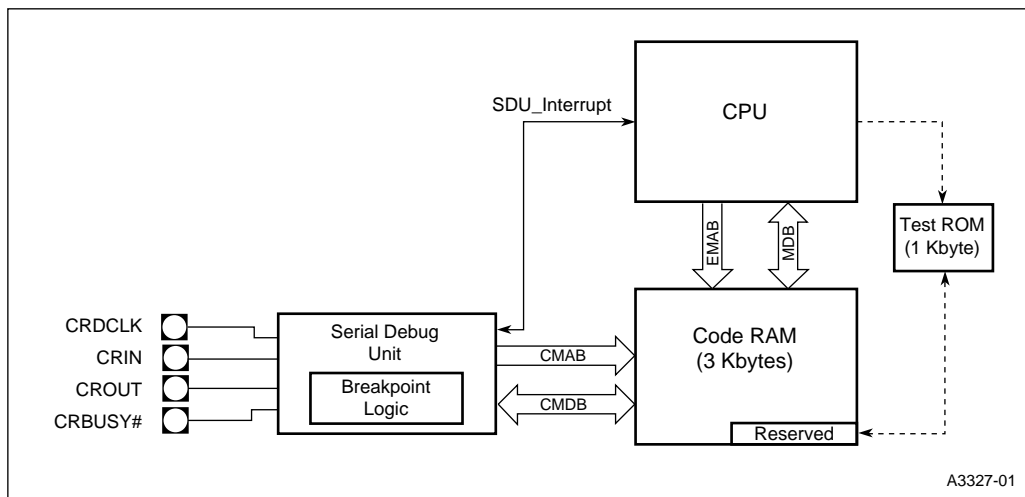 SDU_Interrupt
CPU
EMAB
MDB
Test ROM
(1 Kbyte)
CRDCLK
CRIN
CROUT
CRBUSY#
Serial Debug
Unit
Breakpoint
Logic
CMAB
CMDB
Code RAM
(3 Kbytes)
Reserved
A3327-01